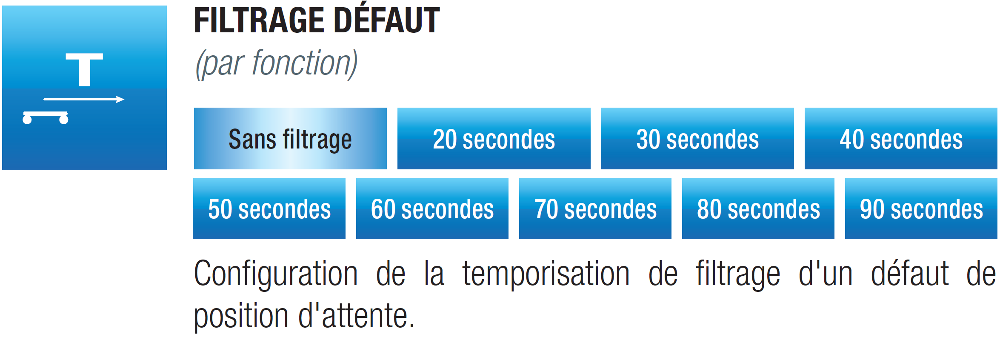 FILTRAGE DÉFAUT
(par fonction)
T
Sans filtrage 20 secondes 30 secondes 40 secondes
50 secondes 60 secondes 70 secondes 80 secondes 90 secondes
Configuration de la temporisation de filtrage d'un défaut de
position d'attente.